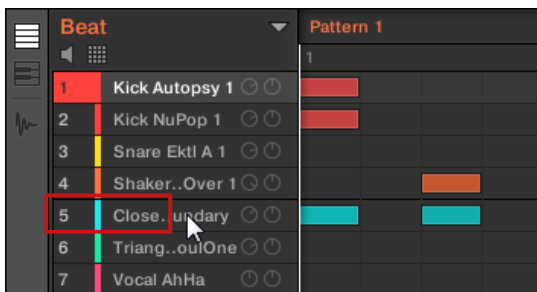 Beat
Pattern 1
1
1 Kick Autopsy 1
2 Kick NuPop 1
3 Snare Ektl A 1
4 Shaker..Over 1
5 Close..undary
6 Triang..oulOne
7 Vocal AhHa